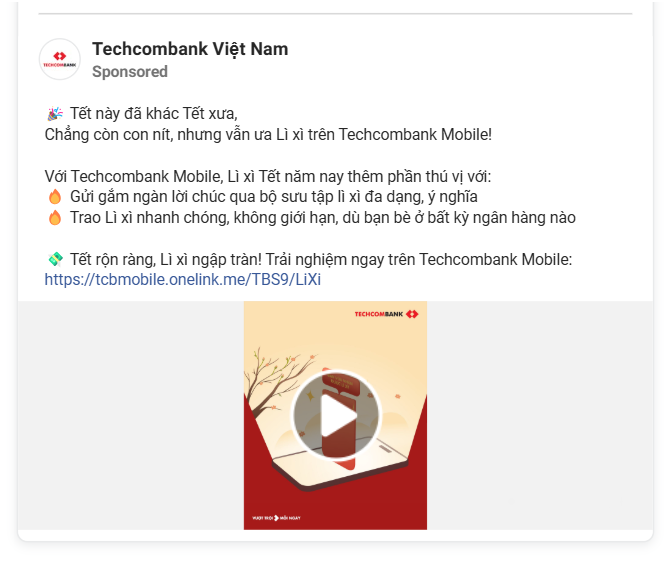 TECHCOMBANK
Techcombank Việt Nam
Sponsored
🎉 Tết này đã khác Tết xưa,
Chẳng còn con nít, nhưng vẫn ưa Lì xì trên Techcombank Mobile!
Với Techcombank Mobile, Lì xì Tết năm nay thêm phần thú vị với:
🔥 Gửi gắm ngàn lời chúc qua bộ sưu tập lì xì đa dạng, ý nghĩa
🔥 Trao Lì xì nhanh chóng, không giới hạn, dù bạn bè ở bất kỳ ngân hàng nào
💸 Tết rộn ràng, Lì xì ngập tràn! Trải nghiệm ngay trên Techcombank Mobile:
https://tcbmobile.onelink.me/TBS9/LiXi
TECHCOMBANK
VƯỢT TRỘI MỖI NGÀY